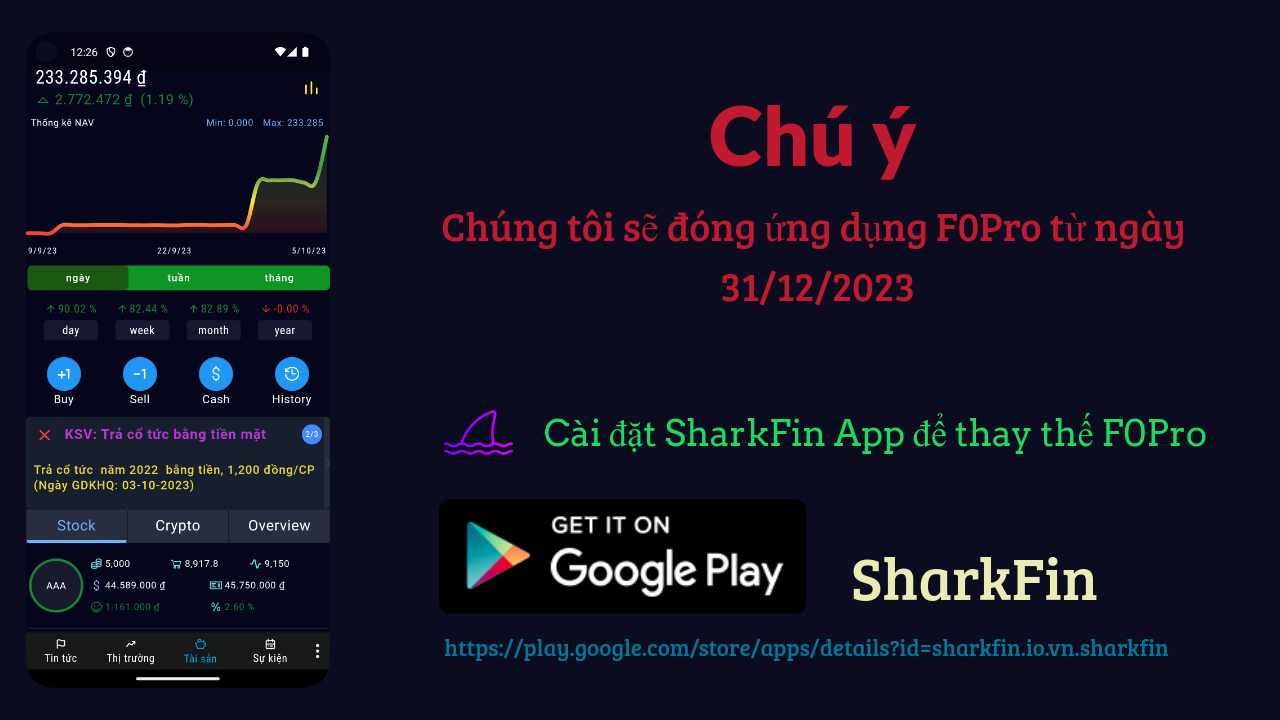 12:26
233.285.394 ₫
2.772.472 ₫ (1.19 %)
Thống kê NAV Min: 0.000 Max: 233.285
9/9/23 22/9/23 5/10/23
ngày tuần tháng
90.02 % 82.44 % 82.89 % -0.00 %
day week month year
+1 −1 $
Buy Sell Cash History
KSV: Trả cổ tức bằng tiền mặt 2/3
Trả cổ tức năm 2022 bằng tiền, 1,200 đồng/CP
(Ngày GDKHQ: 03-10-2023)
Stock Crypto Overview
5,000 8,917.8 9,150
AAA $ 44.589.000 ₫ 45.750.000 ₫
1.161.000 ₫ % 2.60 %
Tin tức Thị trường Tài sản Sự kiện
Chú ý
Chúng tôi sẽ đóng ứng dụng F0Pro từ ngày
31/12/2023
Cài đặt SharkFin App để thay thế F0Pro
GET IT ON
Google Play
SharkFin
https://play.google.com/store/apps/details?id=sharkfin.io.vn.sharkfin